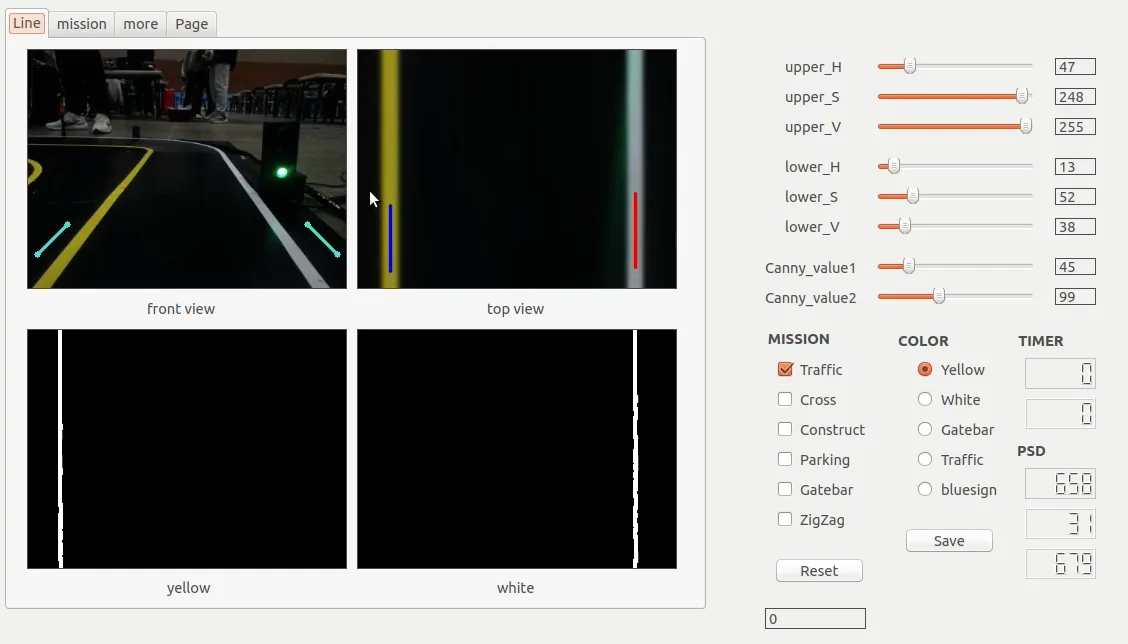 Line mission more Page
front view top view
yellow white
upper_H 47
upper_S 248
upper_V 255
lower_H 13
lower_S 52
lower_V 38
Canny_value1 45
Canny_value2 99
MISSION
Traffic
Cross
Construct
Parking
Gatebar
ZigZag
Reset
0
COLOR
Yellow
White
Gatebar
Traffic
bluesign
Save
TIMER
0
0
PSD
658
31
679